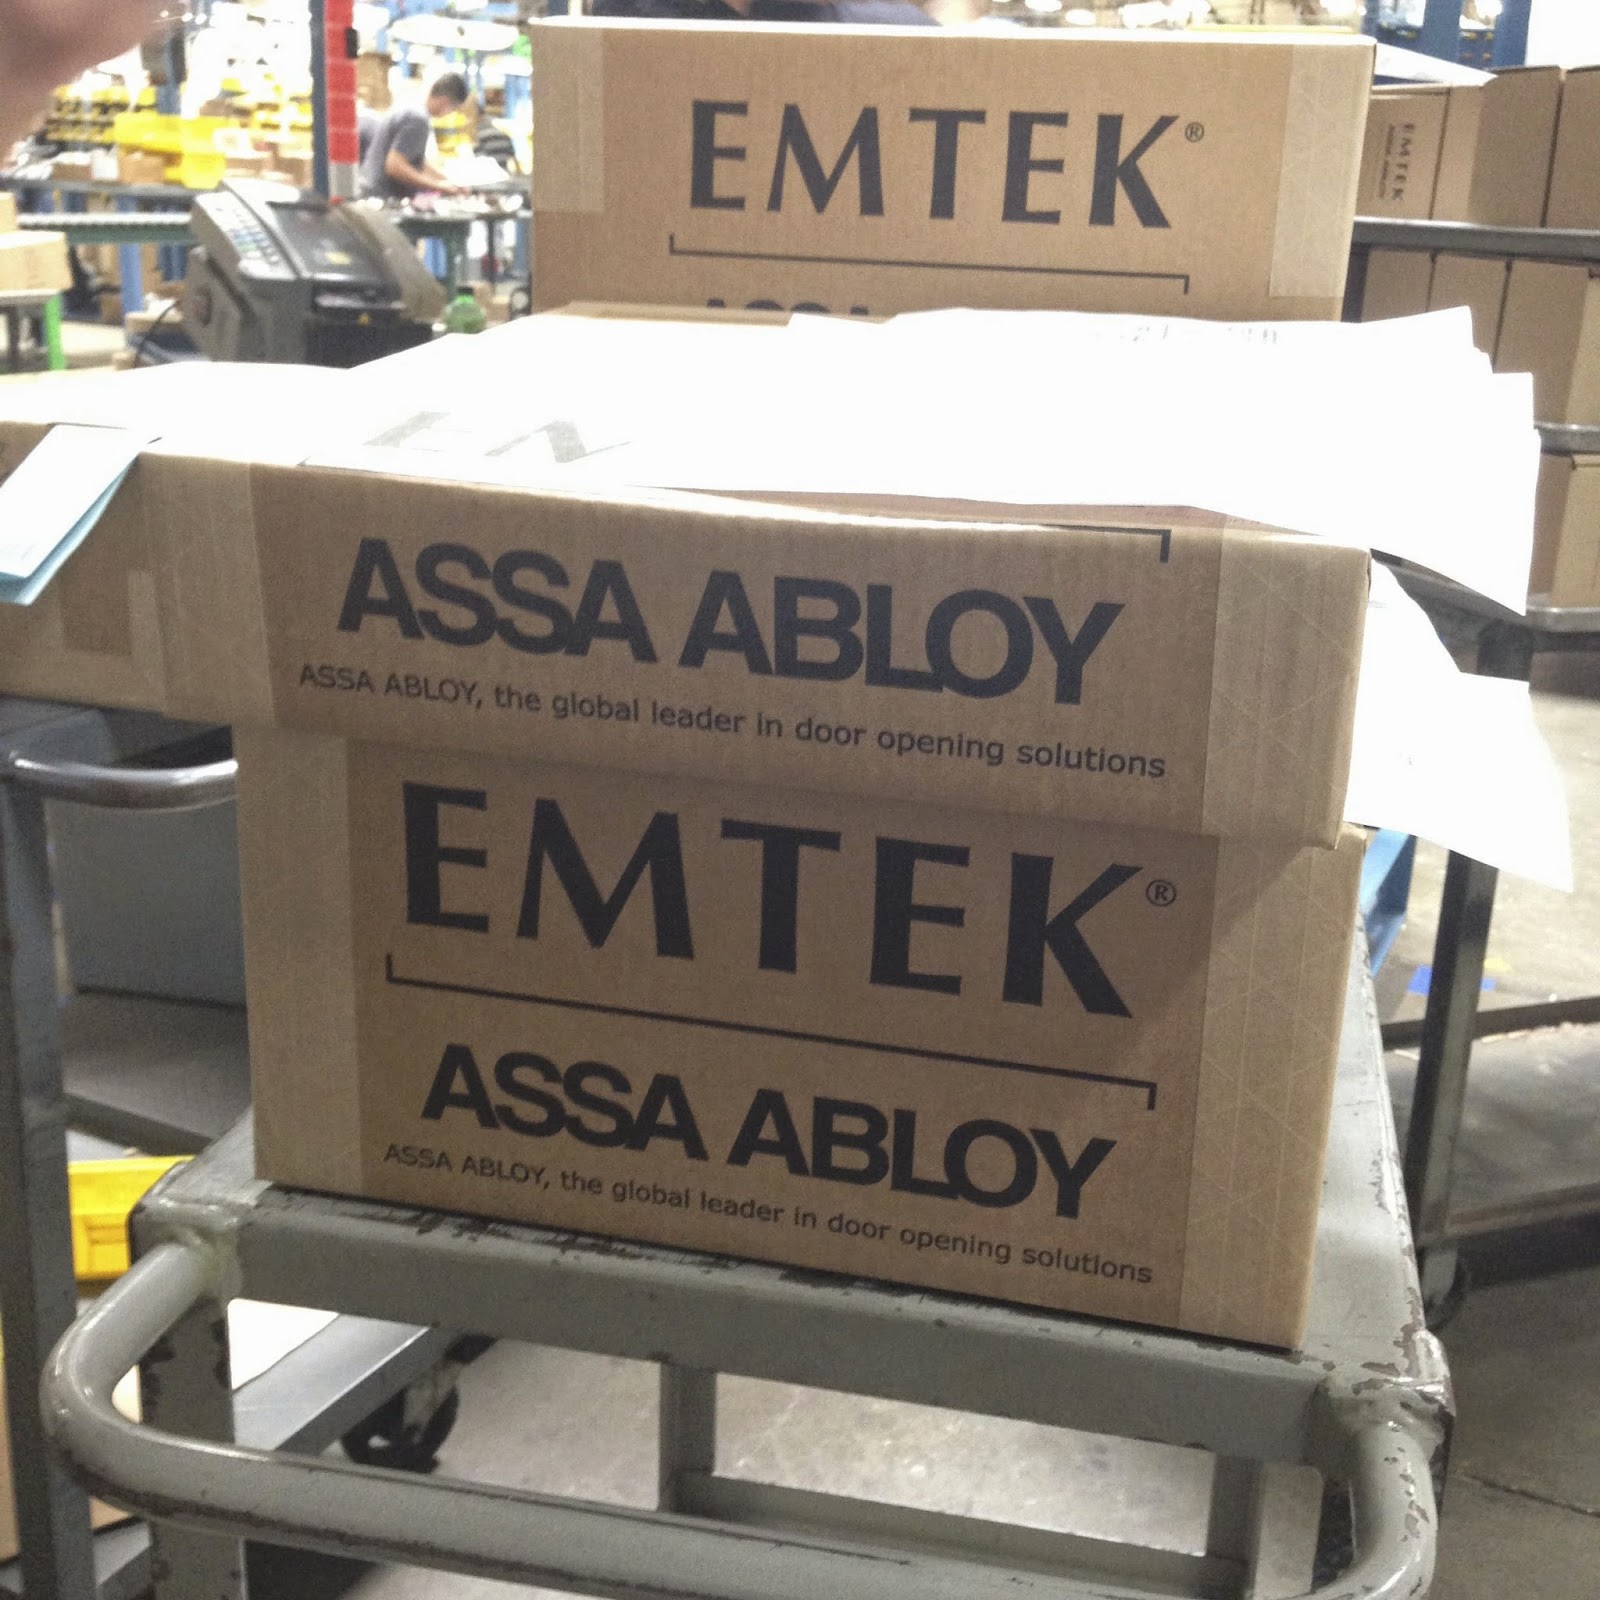 EMTEK®
EMTEK
ASSA ABLOY
ASSA ABLOY, the global leader in door opening solutions
EMTEK®
ASSA ABLOY
ASSA ABLOY, the global leader in door opening solutions